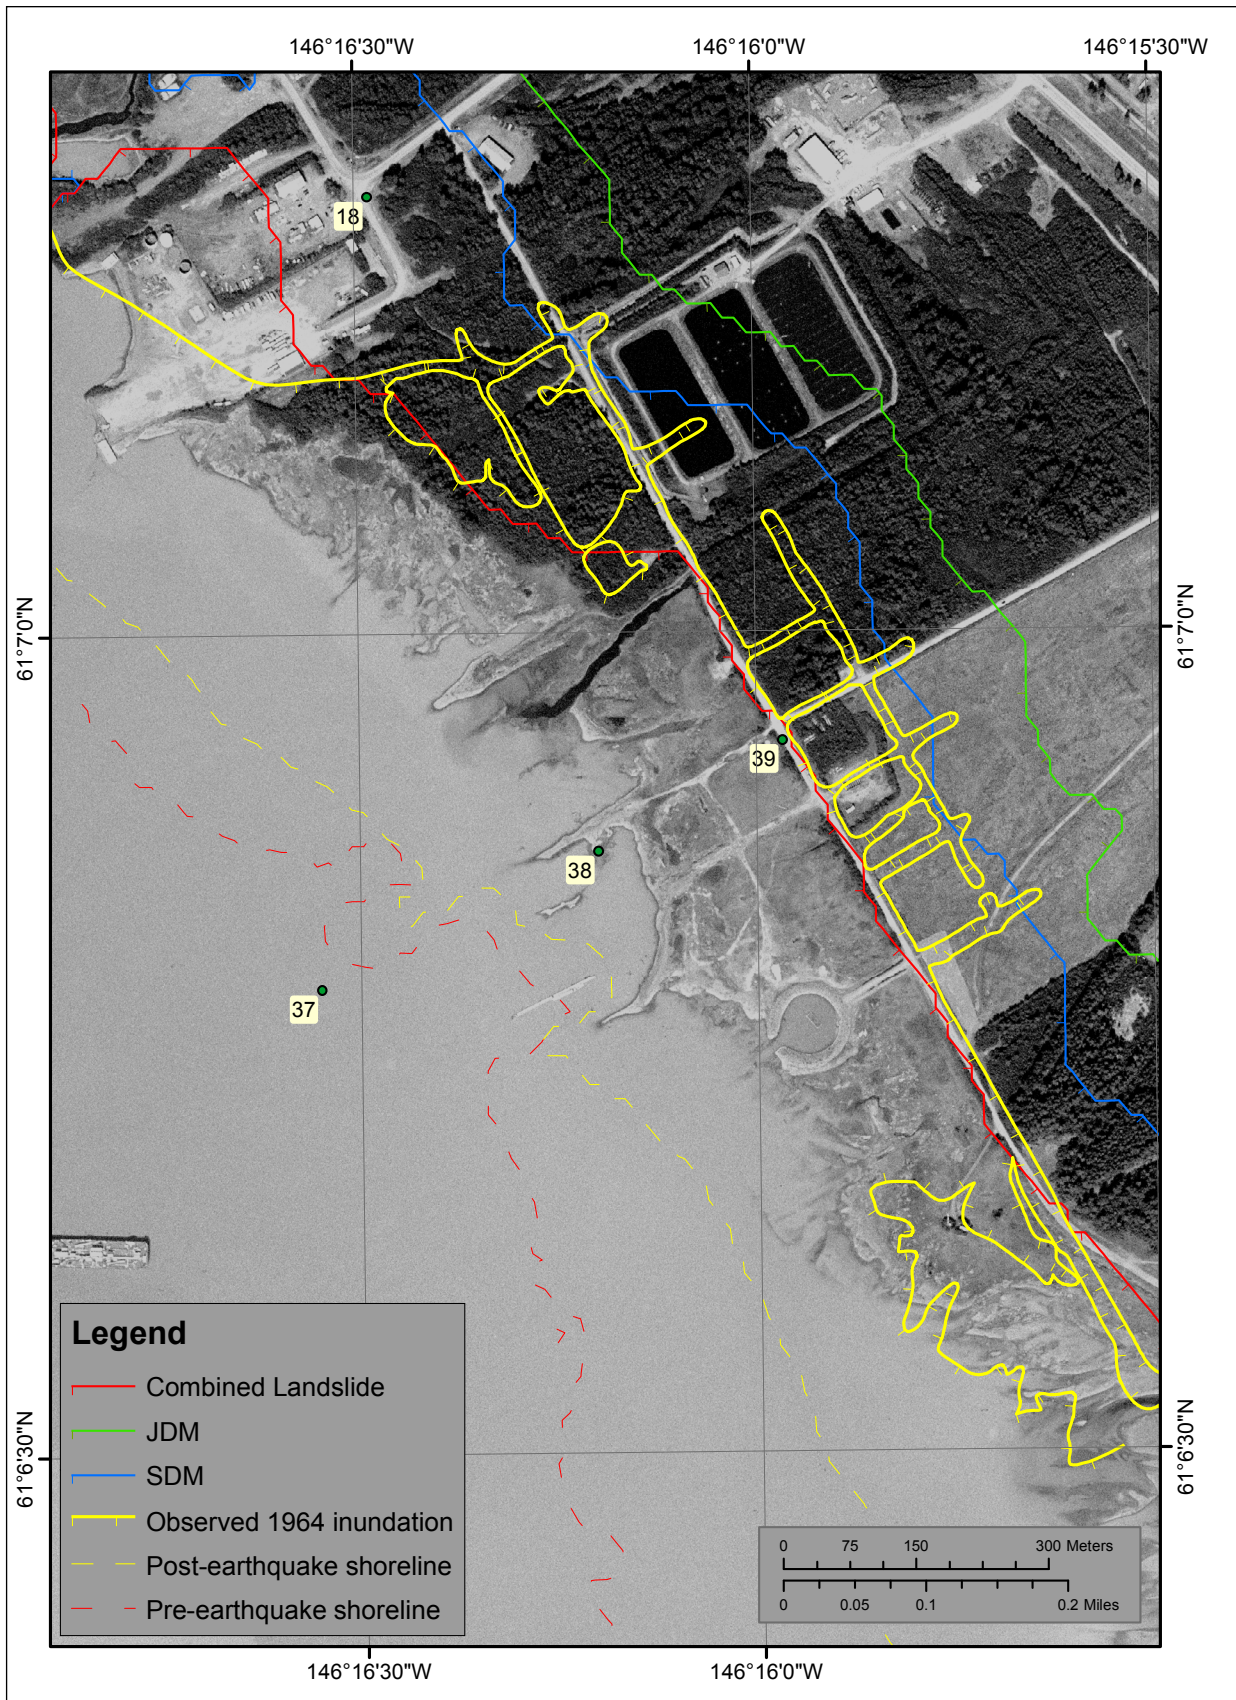 146°16'30"W 146°16'0"W 146°15'30"W
18
61°7'0"N
61°7'0"N
39
38
37
Legend
Combined Landslide
JDM
SDM
Observed 1964 inundation
Post-earthquake shoreline
Pre-earthquake shoreline
61°6'30"N
61°6'30"N
0 75 150 300 Meters
0 0.05 0.1 0.2 Miles
146°16'30"W 146°16'0"W